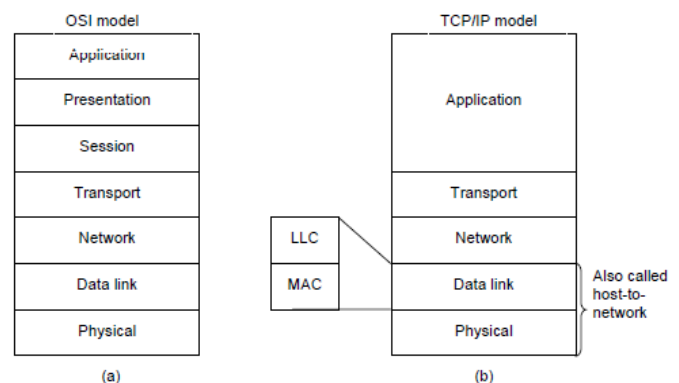 OSI model
Application
Presentation
Session
Transport
Network
Data link
Physical
(a)
TCP/IP model
Application
Transport
Network
Data link
Physical
LLC
MAC
Also called
host-to-
network
(b)